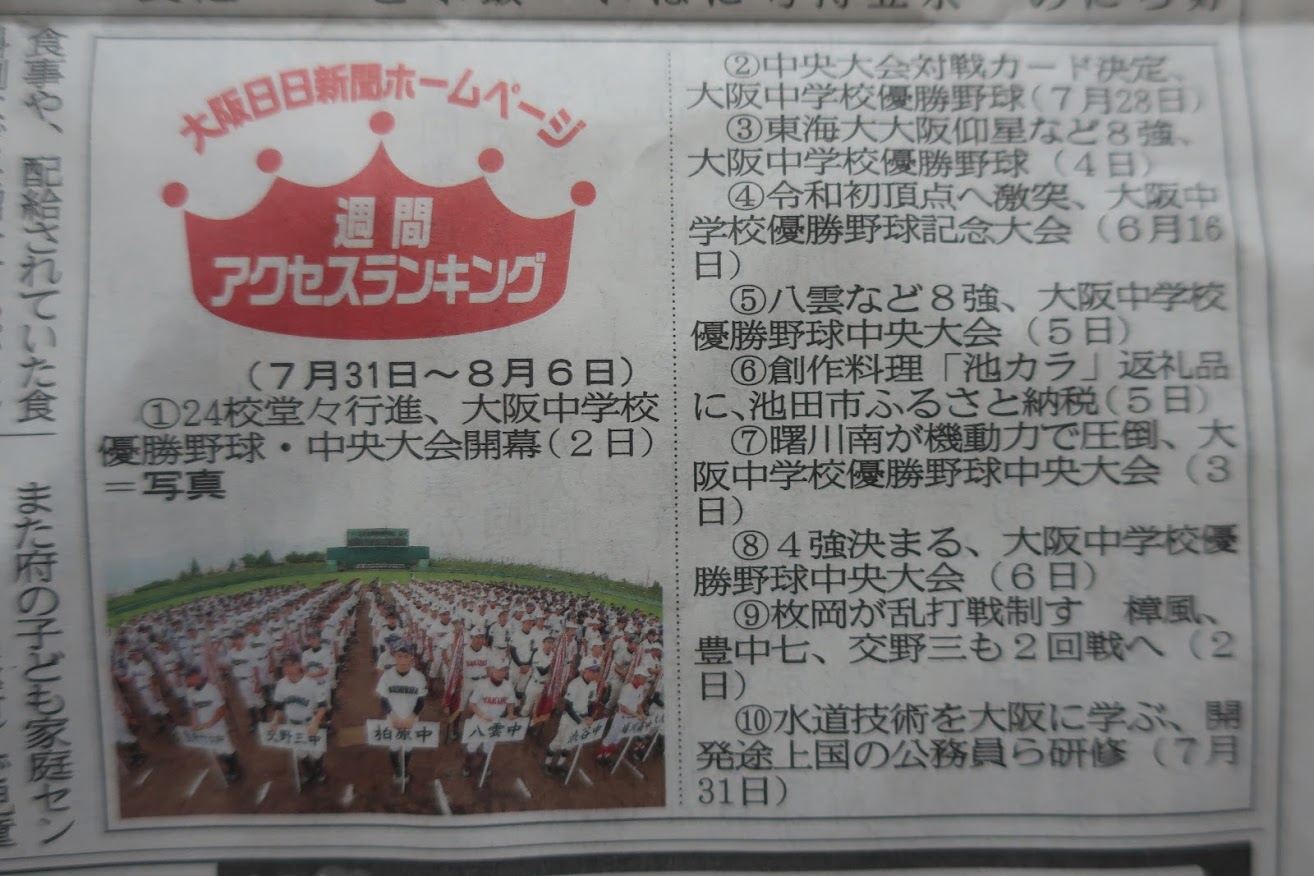 大阪日日新聞ホームページ
週間
アクセスランキング
(7月31日〜8月6日)
①24校堂々行進、大阪中学校
優勝野球・中央大会開幕(2日)
=写真
交野三中
柏原中
八雲中
渋谷中
②中央大会対戦カード決定、
大阪中学校優勝野球(7月28日)
③東海大大阪仰星など8強、
大阪中学校優勝野球(4日)
④令和初頂点へ激突、大阪中
学校優勝野球記念大会(6月16
日)
⑤八雲など8強、大阪中学校
優勝野球中央大会(5日)
⑥創作料理「池カラ」返礼品
に、池田市ふるさと納税(5日)
⑦曙川南が機動力で圧倒、大
阪中学校優勝野球中央大会(3
日)
⑧4強決まる、大阪中学校優
勝野球中央大会(6日)
⑨枚岡が乱打戦制す　樟風、
豊中七、交野三も2回戦へ(2
日)
⑩水道技術を大阪に学ぶ、開
発途上国の公務員ら研修(7月
31日)
食事や、配給されていた食
また府の子ども家庭セン